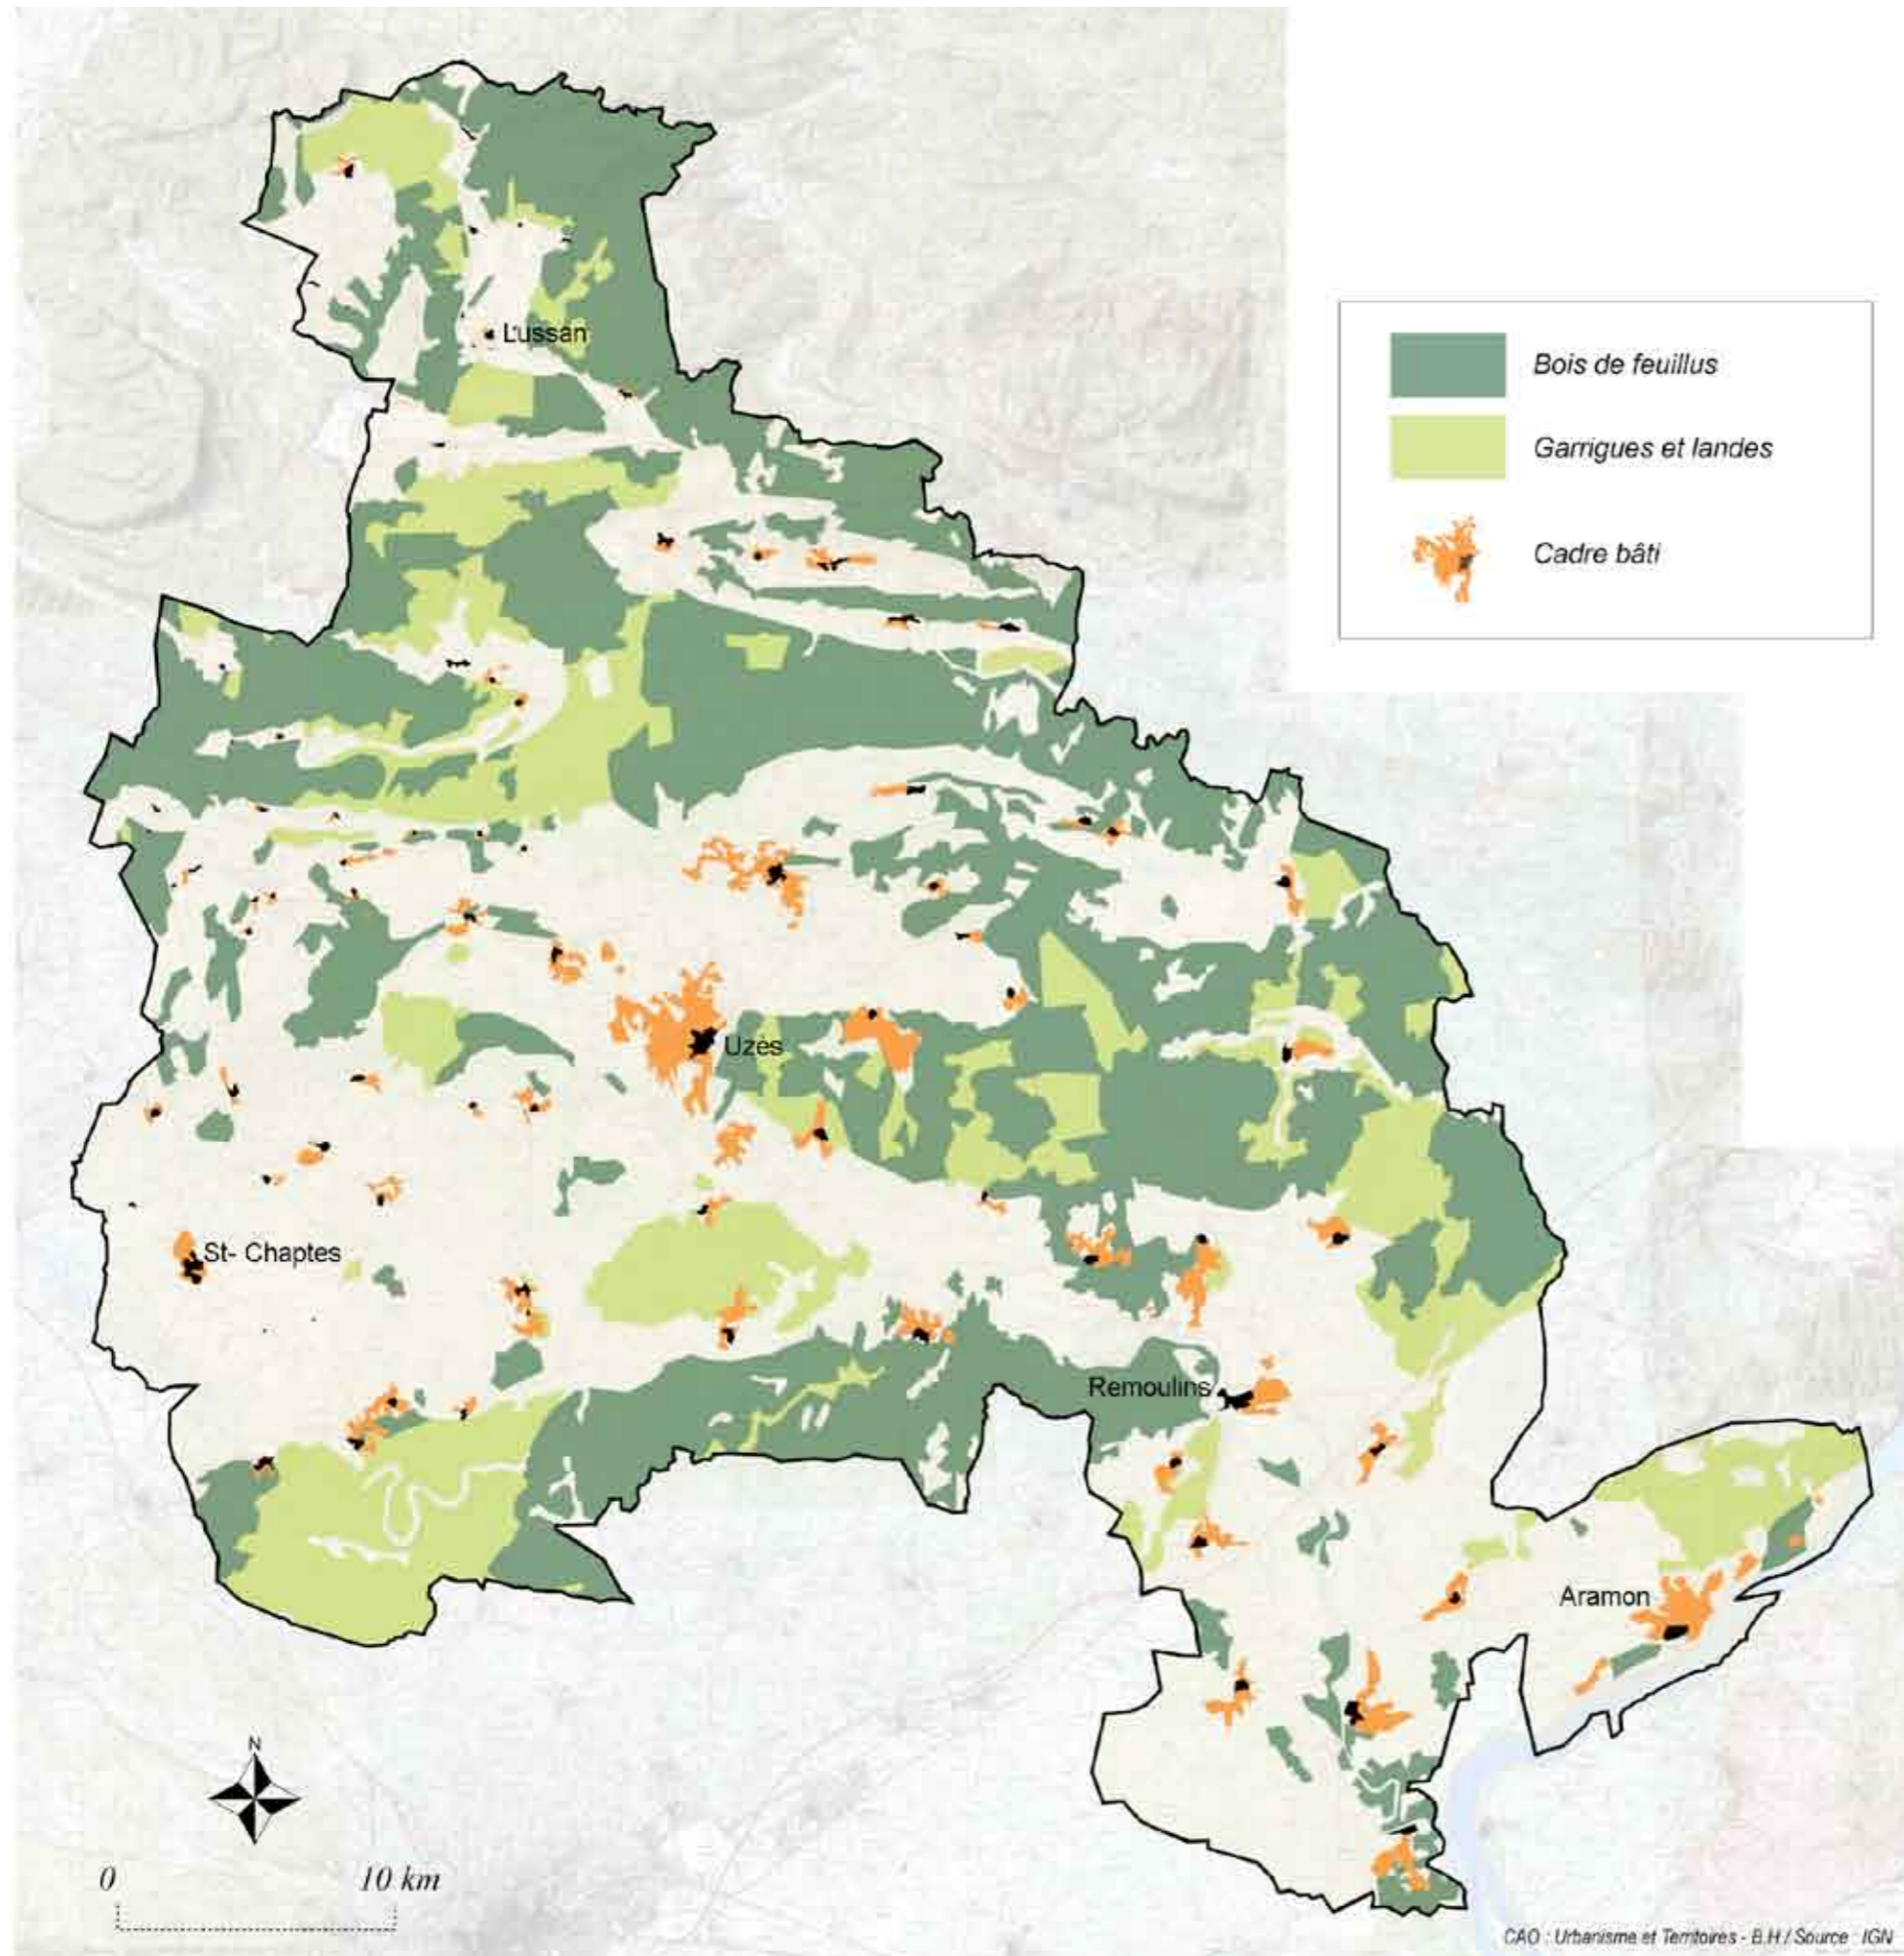 Lussan
Bois de feuillus
Garrigues et landes
Cadre bâti
Uzès
St- Chaptes
Remoulins
Aramon
N
0 10 km
CAO : Urbanisme et Territoires - B.H / Source : IGN